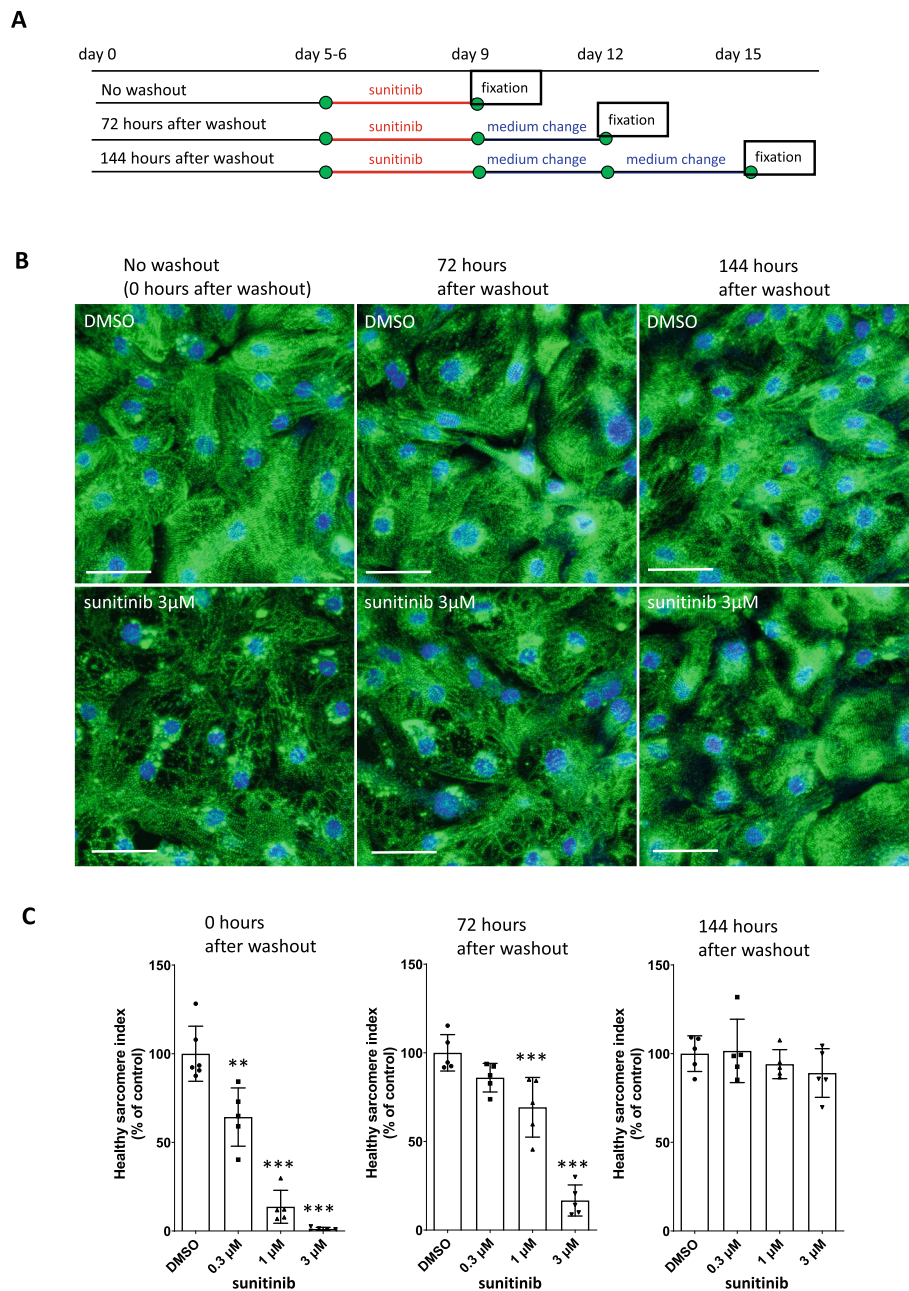 A
day 0
day 5-6
day 9
day 12
day 15
No washout
sunitinib
fixation
72 hours after washout
sunitinib
medium change
fixation
144 hours after washout
sunitinib
medium change
medium change
fixation
B
No washout
(0 hours after washout)
72 hours
after washout
144 hours
after washout
DMSO
DMSO
DMSO
sunitinib 3µM
sunitinib 3µM
sunitinib 3µM
C
0 hours
after washout
Healthy sarcomere index
(% of control)
150
100
50
0
**
***
***
DMSO
0.3 µM
1 µM
3 µM
sunitinib
72 hours
after washout
Healthy sarcomere index
(% of control)
150
100
50
0
***
***
DMSO
0.3 µM
1 µM
3 µM
sunitinib
144 hours
after washout
Healthy sarcomere index
(% of control)
150
100
50
0
DMSO
0.3 µM
1 µM
3 µM
sunitinib